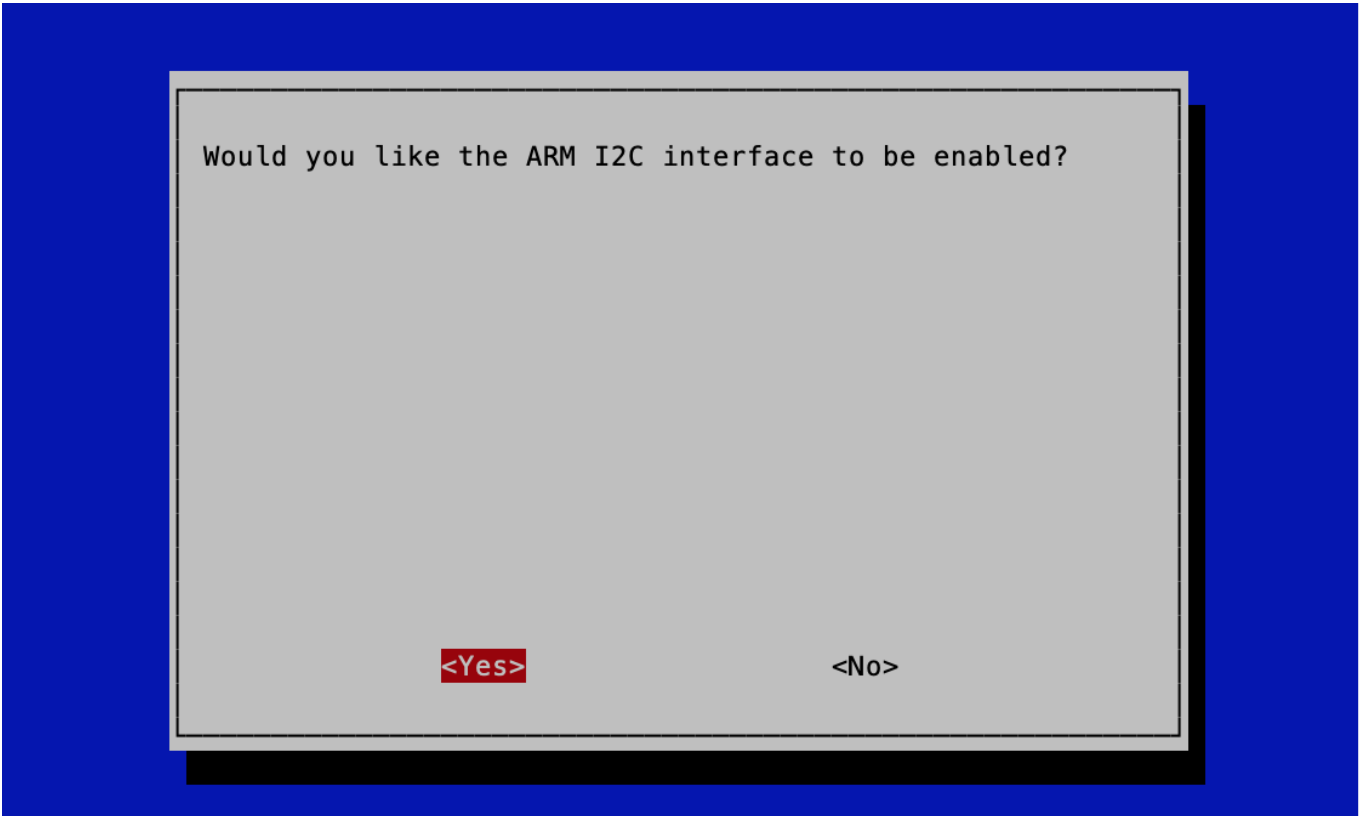 Would you like the ARM I2C interface to be enabled?
<Yes> <No>